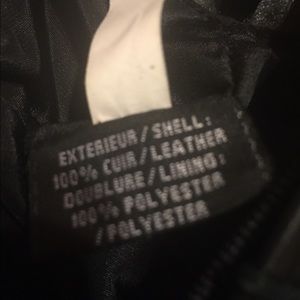 EXTERIEUR/SHELL:
100% CUIR/LEATHER
DOUBLURE/LINING:
100% POLYESTER
/POLYESTER